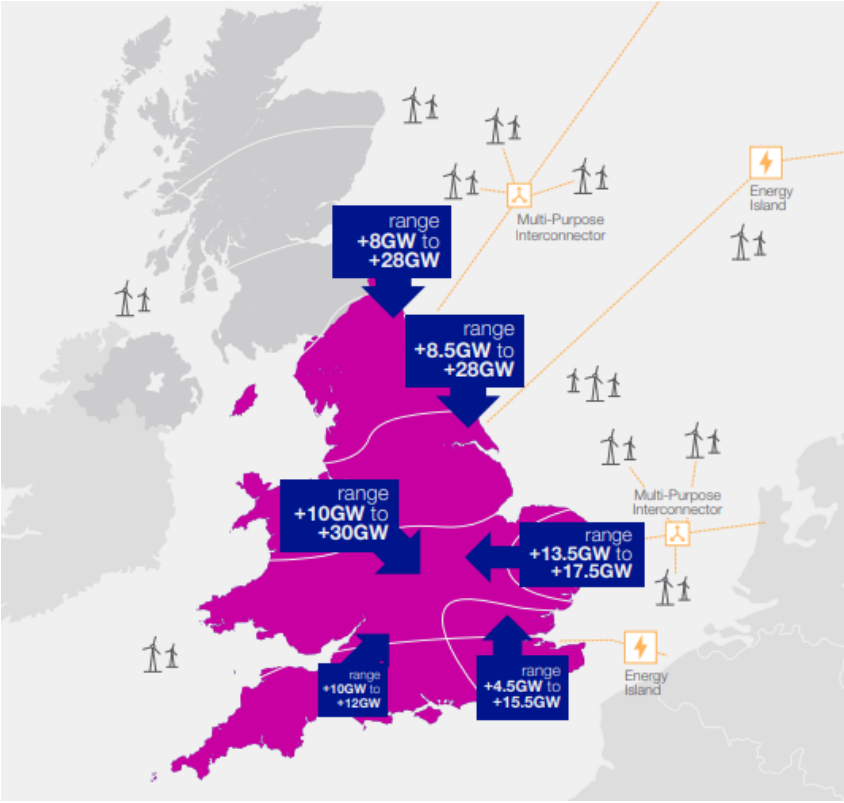 Energy
Island
Multi-Purpose
Interconnector
range
+8GW to
+28GW
range
+8.5GW to
+28GW
range
+10GW to
+30GW
Multi-Purpose
Interconnector
range
+13.5GW to
+17.5GW
range
+10GW to
+12GW
range
+4.5GW to
+15.5GW
Energy
Island